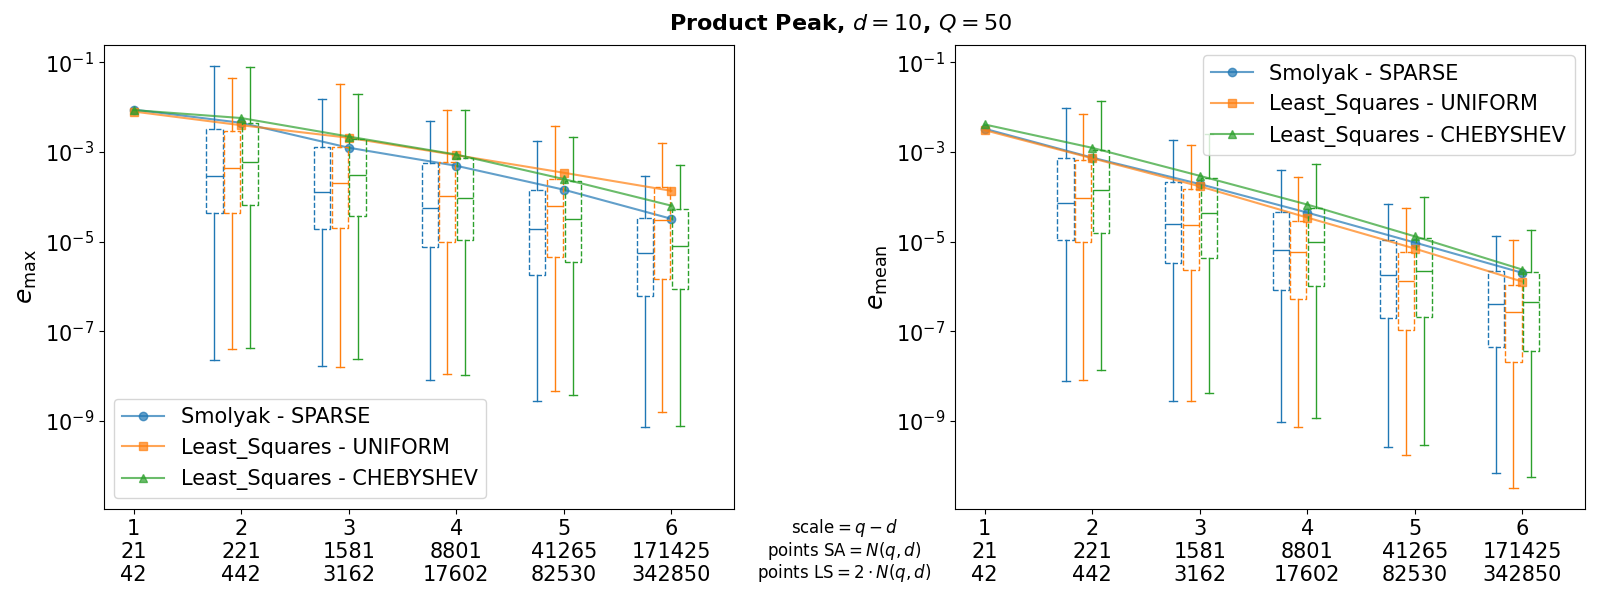 Product Peak, d = 10, Q = 50
10⁻¹
10⁻³
10⁻⁵
10⁻⁷
10⁻⁹
e_max
Smolyak - SPARSE
Least_Squares - UNIFORM
Least_Squares - CHEBYSHEV
1 2 3 4 5 6
21 221 1581 8801 41265 171425
42 442 3162 17602 82530 342850
scale = q − d
points SA = N(q, d)
points LS = 2 · N(q, d)
10⁻¹
10⁻³
10⁻⁵
10⁻⁷
10⁻⁹
e_mean
Smolyak - SPARSE
Least_Squares - UNIFORM
Least_Squares - CHEBYSHEV
1 2 3 4 5 6
21 221 1581 8801 41265 171425
42 442 3162 17602 82530 342850